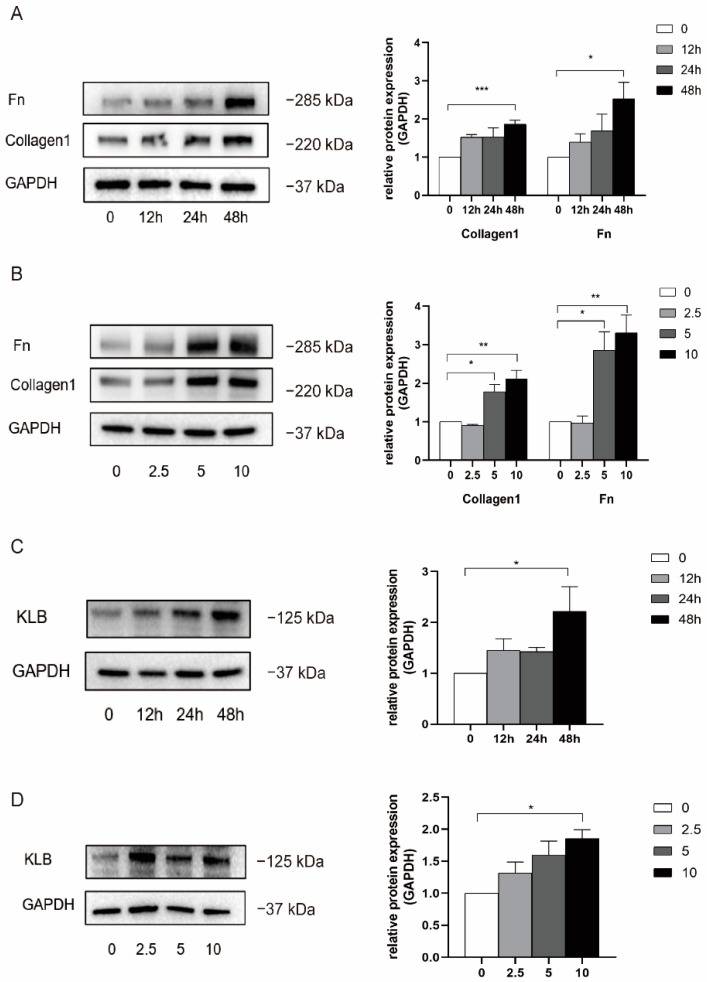 A
Fn
−285 kDa
Collagen1
−220 kDa
GAPDH
−37 kDa
0 12h 24h 48h
relative protein expression
(GAPDH)
4
3
2
1
0
***
*
0 12h 24h 48h 0 12h 24h 48h
Collagen1 Fn
0
12h
24h
48h
B
Fn
−285 kDa
Collagen1
−220 kDa
GAPDH
−37 kDa
0 2.5 5 10
relative protein expression
(GAPDH)
4
3
2
1
0
**
*
**
*
0 2.5 5 10 0 2.5 5 10
Collagen1 Fn
0
2.5
5
10
C
KLB
−125 kDa
GAPDH
−37 kDa
0 12h 24h 48h
relative protein expression
(GAPDH)
3
2
1
0
*
0 12h 24h 48h
0
12h
24h
48h
D
KLB
−125 kDa
GAPDH
−37 kDa
0 2.5 5 10
relative protein expression
(GAPDH)
2.5
2.0
1.5
1.0
0.5
0.0
*
0 2.5 5 10
0
2.5
5
10